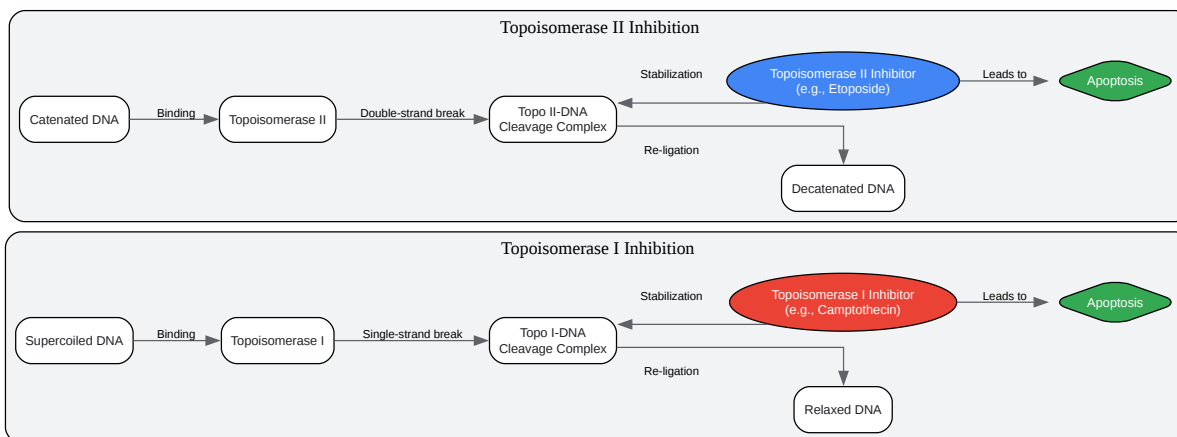 Topoisomerase II Inhibition
Stabilization
Topoisomerase II Inhibitor
(e.g., Etoposide)
Leads to
Apoptosis
Catenated DNA
Binding
Topoisomerase II
Double-strand break
Topo II-DNA
Cleavage Complex
Re-ligation
Decatenated DNA
Topoisomerase I Inhibition
Stabilization
Topoisomerase I Inhibitor
(e.g., Camptothecin)
Leads to
Apoptosis
Supercoiled DNA
Binding
Topoisomerase I
Single-strand break
Topo I-DNA
Cleavage Complex
Re-ligation
Relaxed DNA